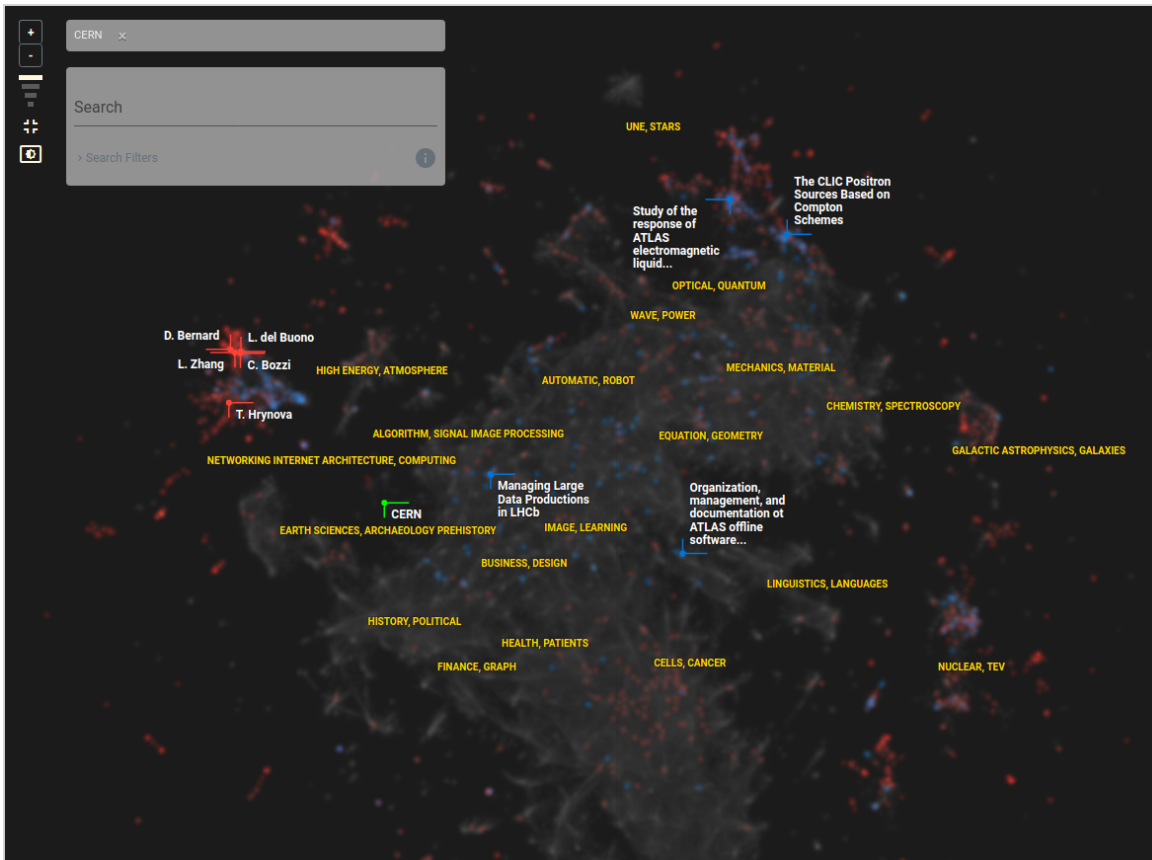 +
CERN ×
-
Search
› Search Filters
i
UNE, STARS
The CLIC Positron
Sources Based on
Compton
Schemes
Study of the
response of
ATLAS
electromagnetic
liquid...
OPTICAL, QUANTUM
WAVE, POWER
D. Bernard
L. del Buono
L. Zhang
C. Bozzi
HIGH ENERGY, ATMOSPHERE
MECHANICS, MATERIAL
AUTOMATIC, ROBOT
T. Hrynova
CHEMISTRY, SPECTROSCOPY
ALGORITHM, SIGNAL IMAGE PROCESSING
EQUATION, GEOMETRY
GALACTIC ASTROPHYSICS, GALAXIES
NETWORKING INTERNET ARCHITECTURE, COMPUTING
Managing Large
Data Productions
in LHCb
Organization,
management, and
documentation of
ATLAS offline
software...
CERN
EARTH SCIENCES, ARCHAEOLOGY PREHISTORY
IMAGE, LEARNING
BUSINESS, DESIGN
LINGUISTICS, LANGUAGES
HISTORY, POLITICAL
HEALTH, PATIENTS
FINANCE, GRAPH
CELLS, CANCER
NUCLEAR, TEV